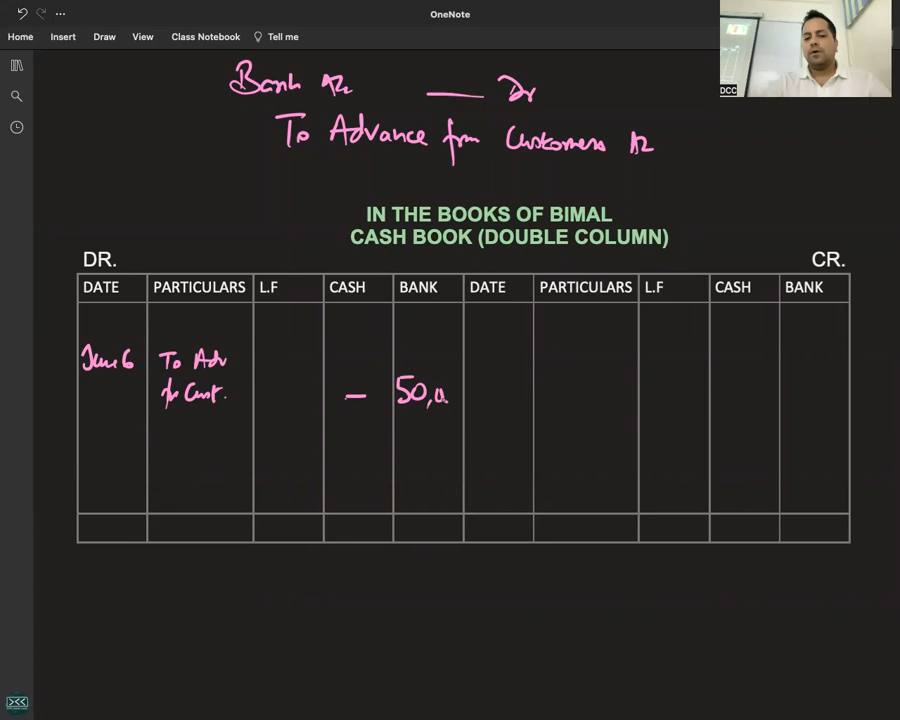 OneNote
Home Insert Draw View Class Notebook Tell me
DCC
Bank A/c —— Dr
To Advance from Customers A/c
IN THE BOOKS OF BIMAL
CASH BOOK (DOUBLE COLUMN)
DR. CR.
DATE PARTICULARS L.F CASH BANK DATE PARTICULARS L.F CASH BANK
June 6 To Adv
fr Cust. — 50,0